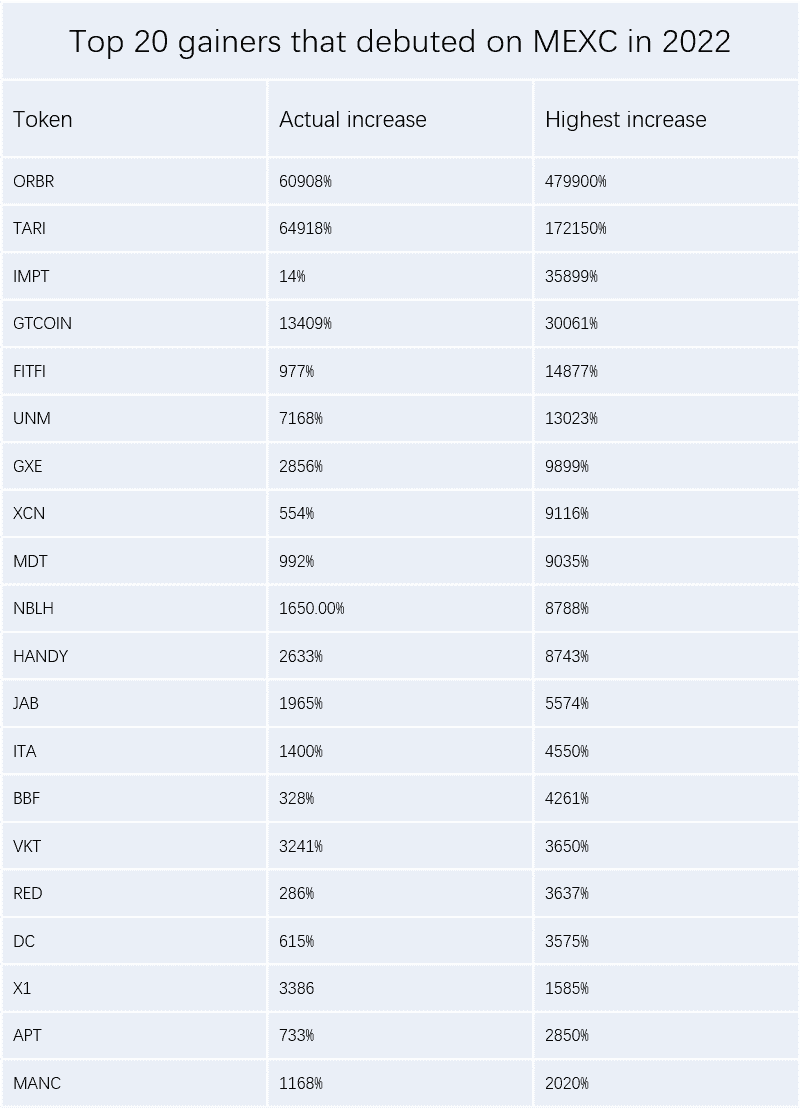 Top 20 gainers that debuted on MEXC in 2022
Token Actual increase Highest increase
ORBR 60908% 479900%
TARI 64918% 172150%
IMPT 14% 35899%
GTCOIN 13409% 30061%
FITFI 977% 14877%
UNM 7168% 13023%
GXE 2856% 9899%
XCN 554% 9116%
MDT 992% 9035%
NBLH 1650.00% 8788%
HANDY 2633% 8743%
JAB 1965% 5574%
ITA 1400% 4550%
BBF 328% 4261%
VKT 3241% 3650%
RED 286% 3637%
DC 615% 3575%
X1 3386 1585%
APT 733% 2850%
MANC 1168% 2020%